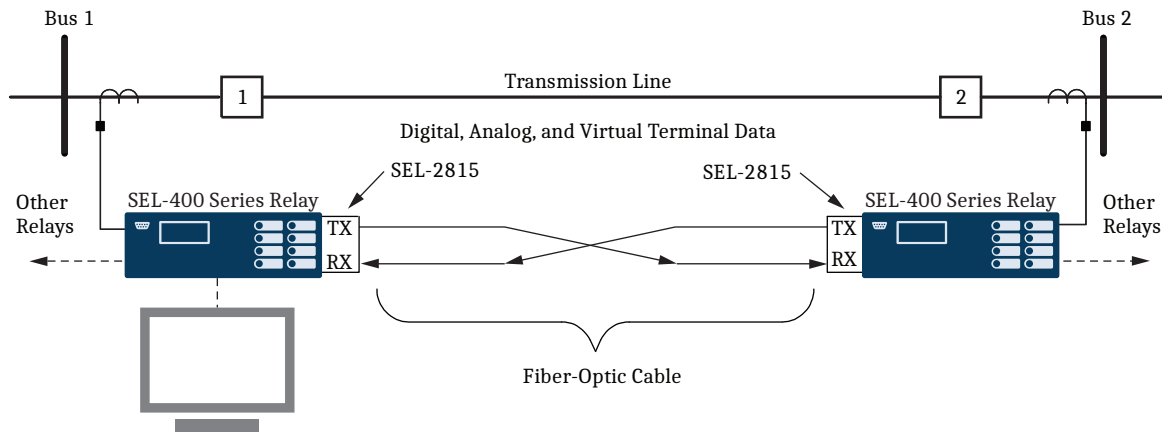 Bus 1
Bus 2
Transmission Line
1
2
Digital, Analog, and Virtual Terminal Data
SEL-2815
SEL-2815
Other
Relays
SEL-400 Series Relay
TX
RX
SEL-400 Series Relay
TX
RX
Other
Relays
Fiber-Optic Cable